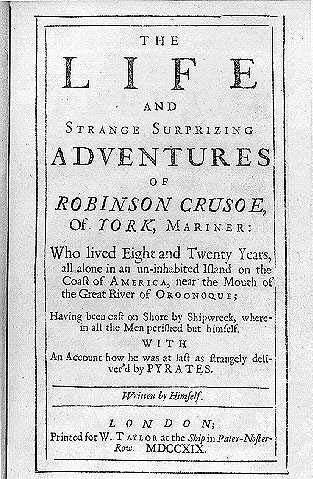 THE
LIFE
AND
STRANGE SURPRIZING
ADVENTURES
OF
ROBINSON CRUSOE,
Of YORK, MARINER:
Who lived Eight and Twenty Years,
all alone in an un-inhabited Iſland on the
Coaſt of AMERICA, near the Mouth of
the Great River of OROONOQUE;
Having been caſt on Shore by Shipwreck, where-
in all the Men periſhed but himſelf.
WITH
An Account how he was at laſt as ſtrangely deli-
ver'd by PYRATES.
Written by Himſelf.
LONDON;
Printed for W. TAYLOR at the Ship in Pater-Noſter-
Row. MDCCXIX.